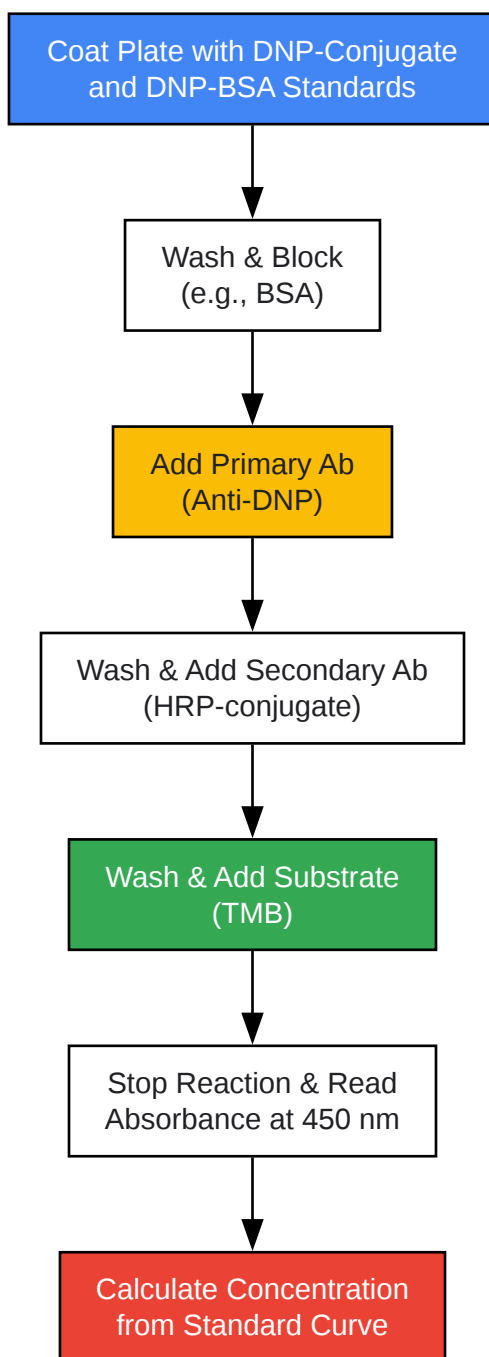 Coat Plate with DNP-Conjugate
and DNP-BSA Standards
Wash & Block
(e.g., BSA)
Add Primary Ab
(Anti-DNP)
Wash & Add Secondary Ab
(HRP-conjugate)
Wash & Add Substrate
(TMB)
Stop Reaction & Read
Absorbance at 450 nm
Calculate Concentration
from Standard Curve